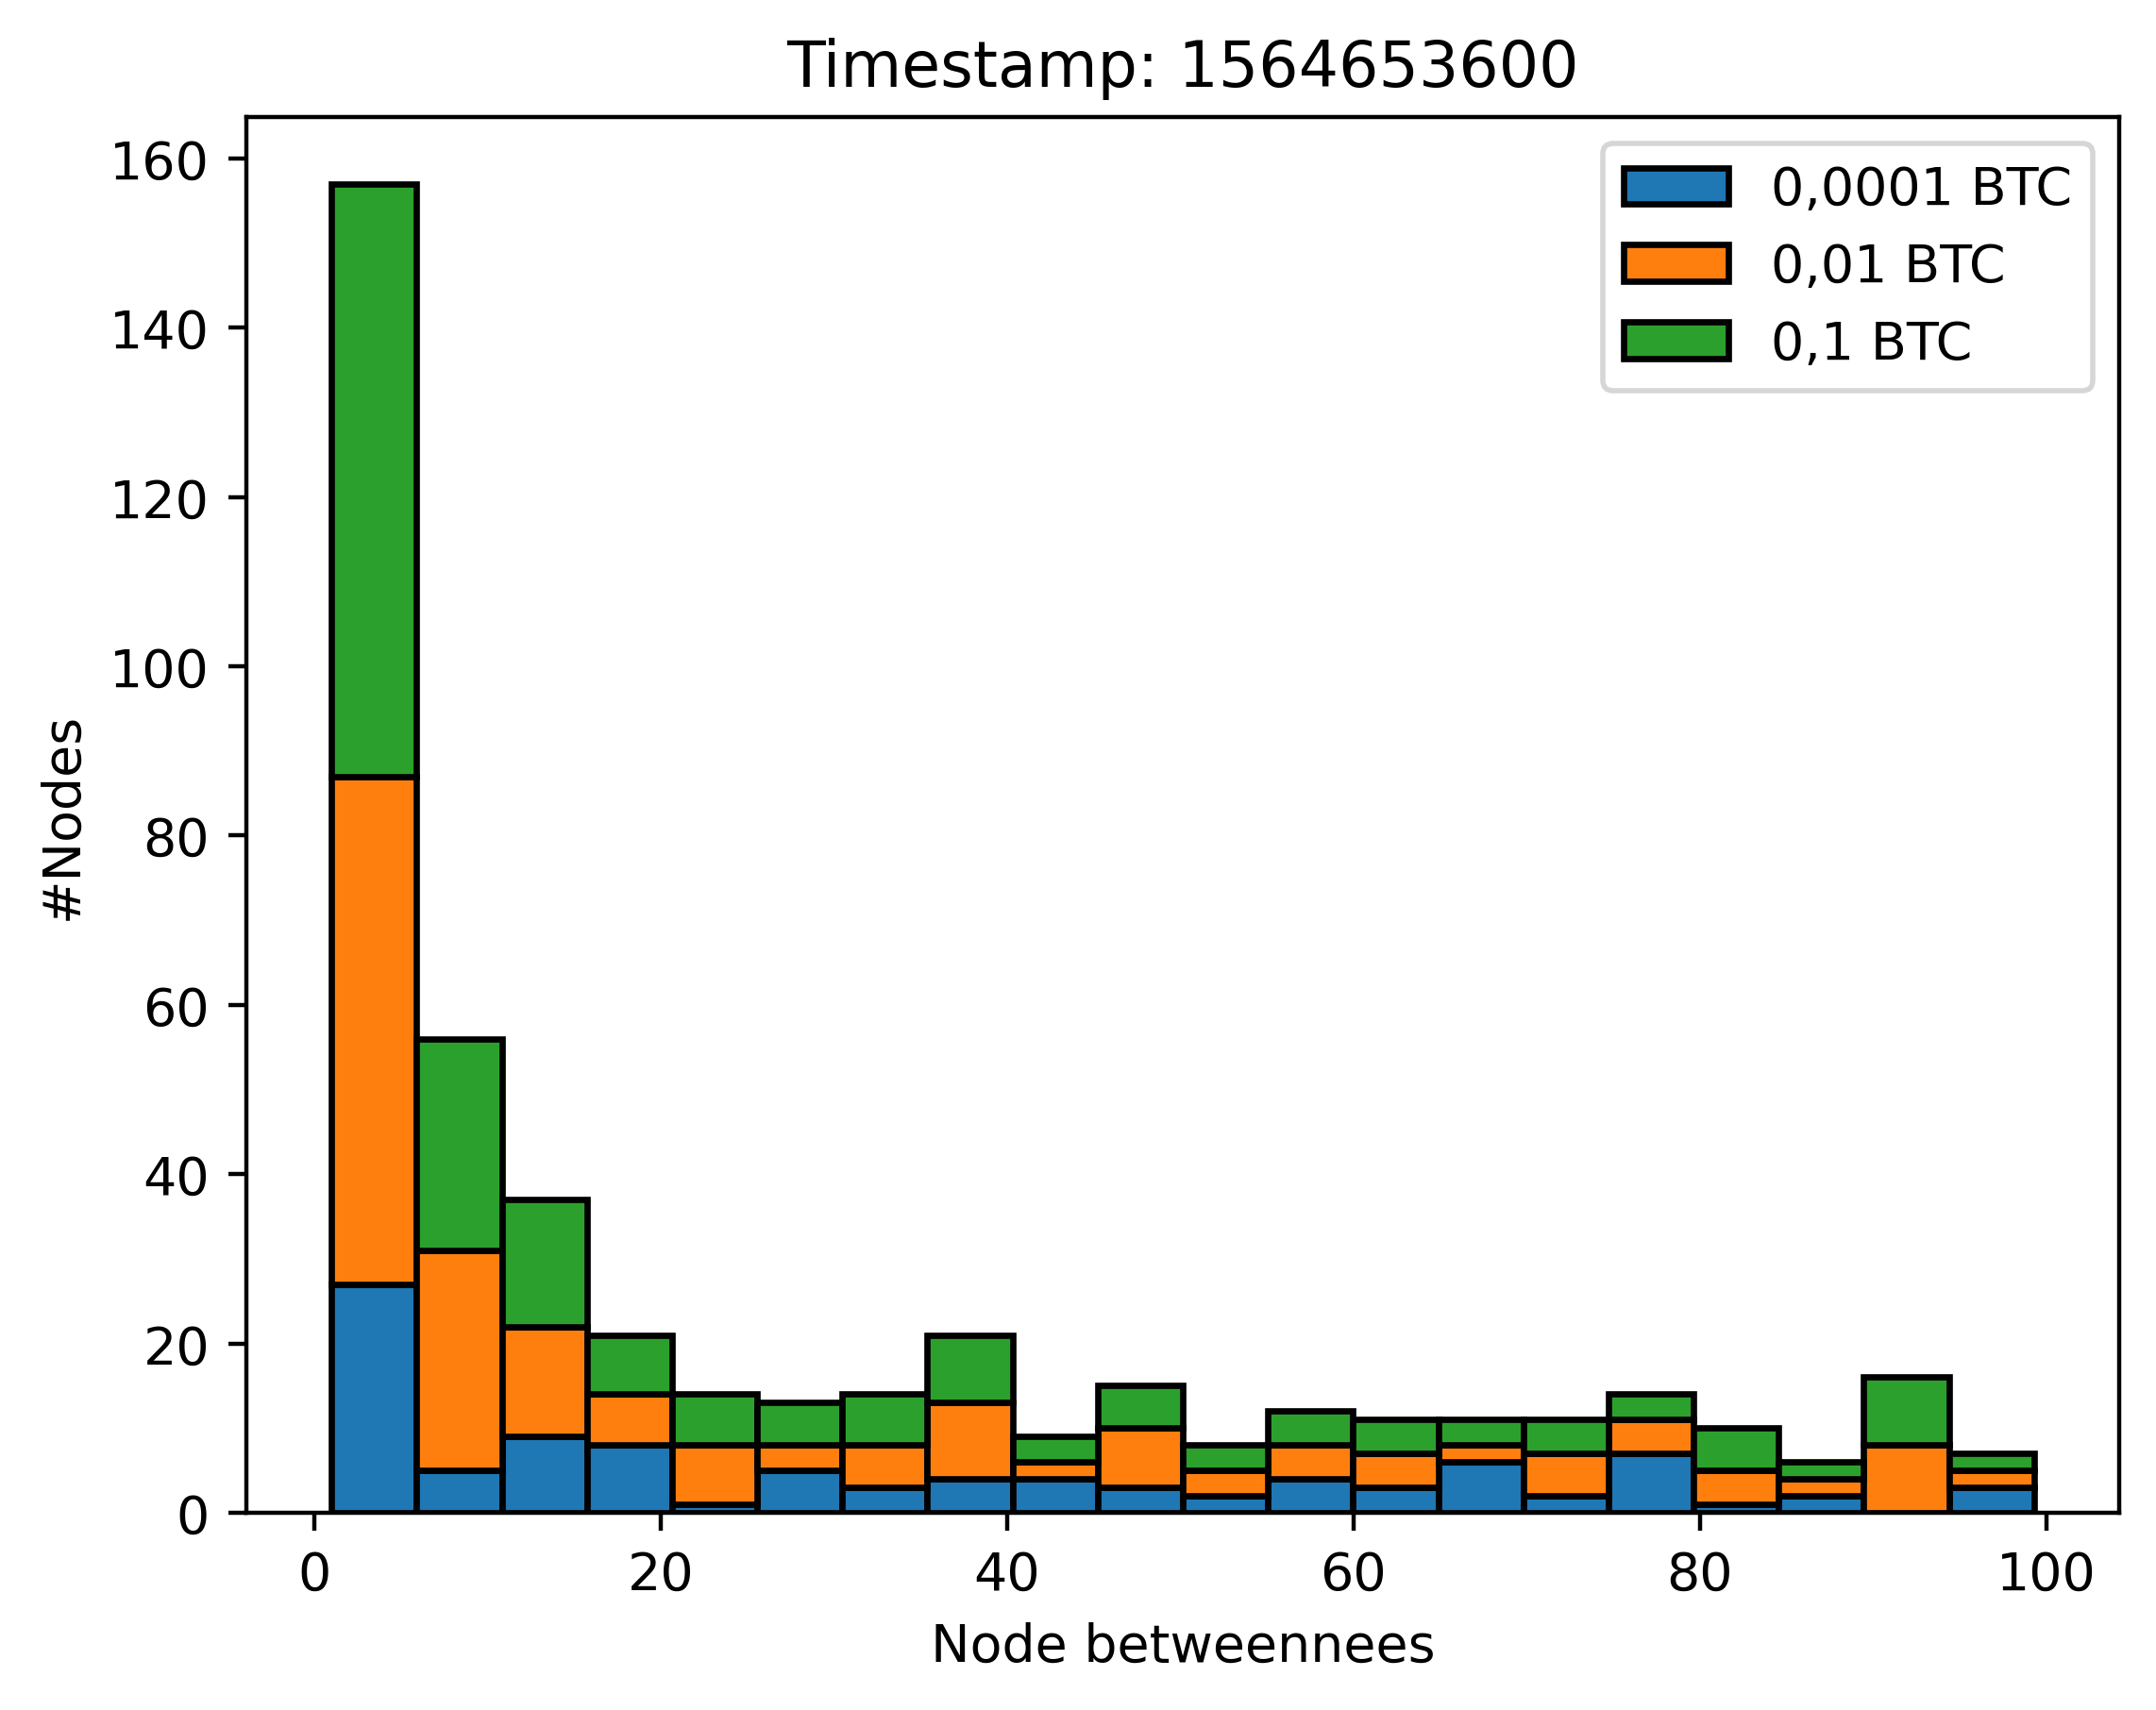 Timestamp: 1564653600
0,0001 BTC
0,01 BTC
0,1 BTC
#Nodes
160
140
120
100
80
60
40
20
0
0 20 40 60 80 100
Node betweennees